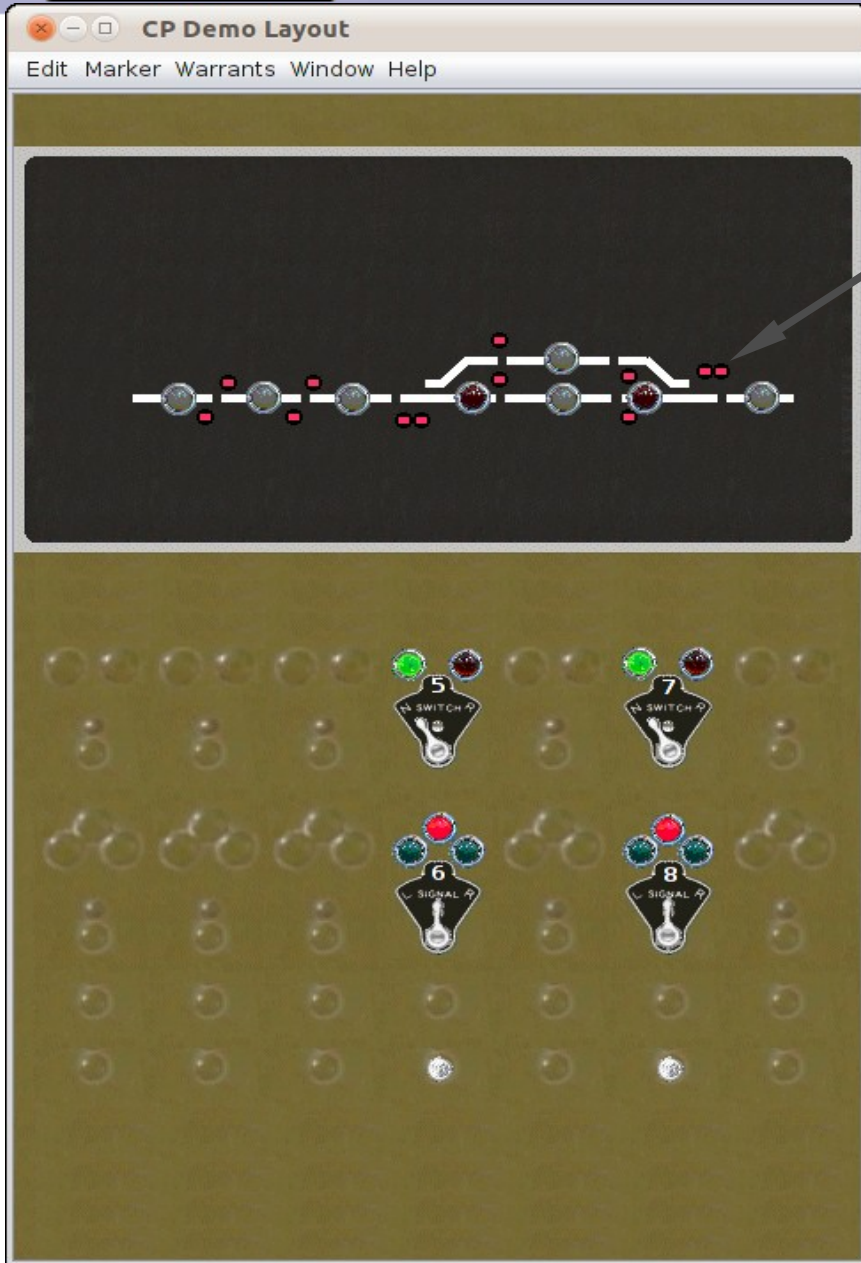 CP Demo Layout
Edit Marker Warrants Window Help
5 7
N SWITCH R N SWITCH R
6 8
L SIGNAL R L SIGNAL R